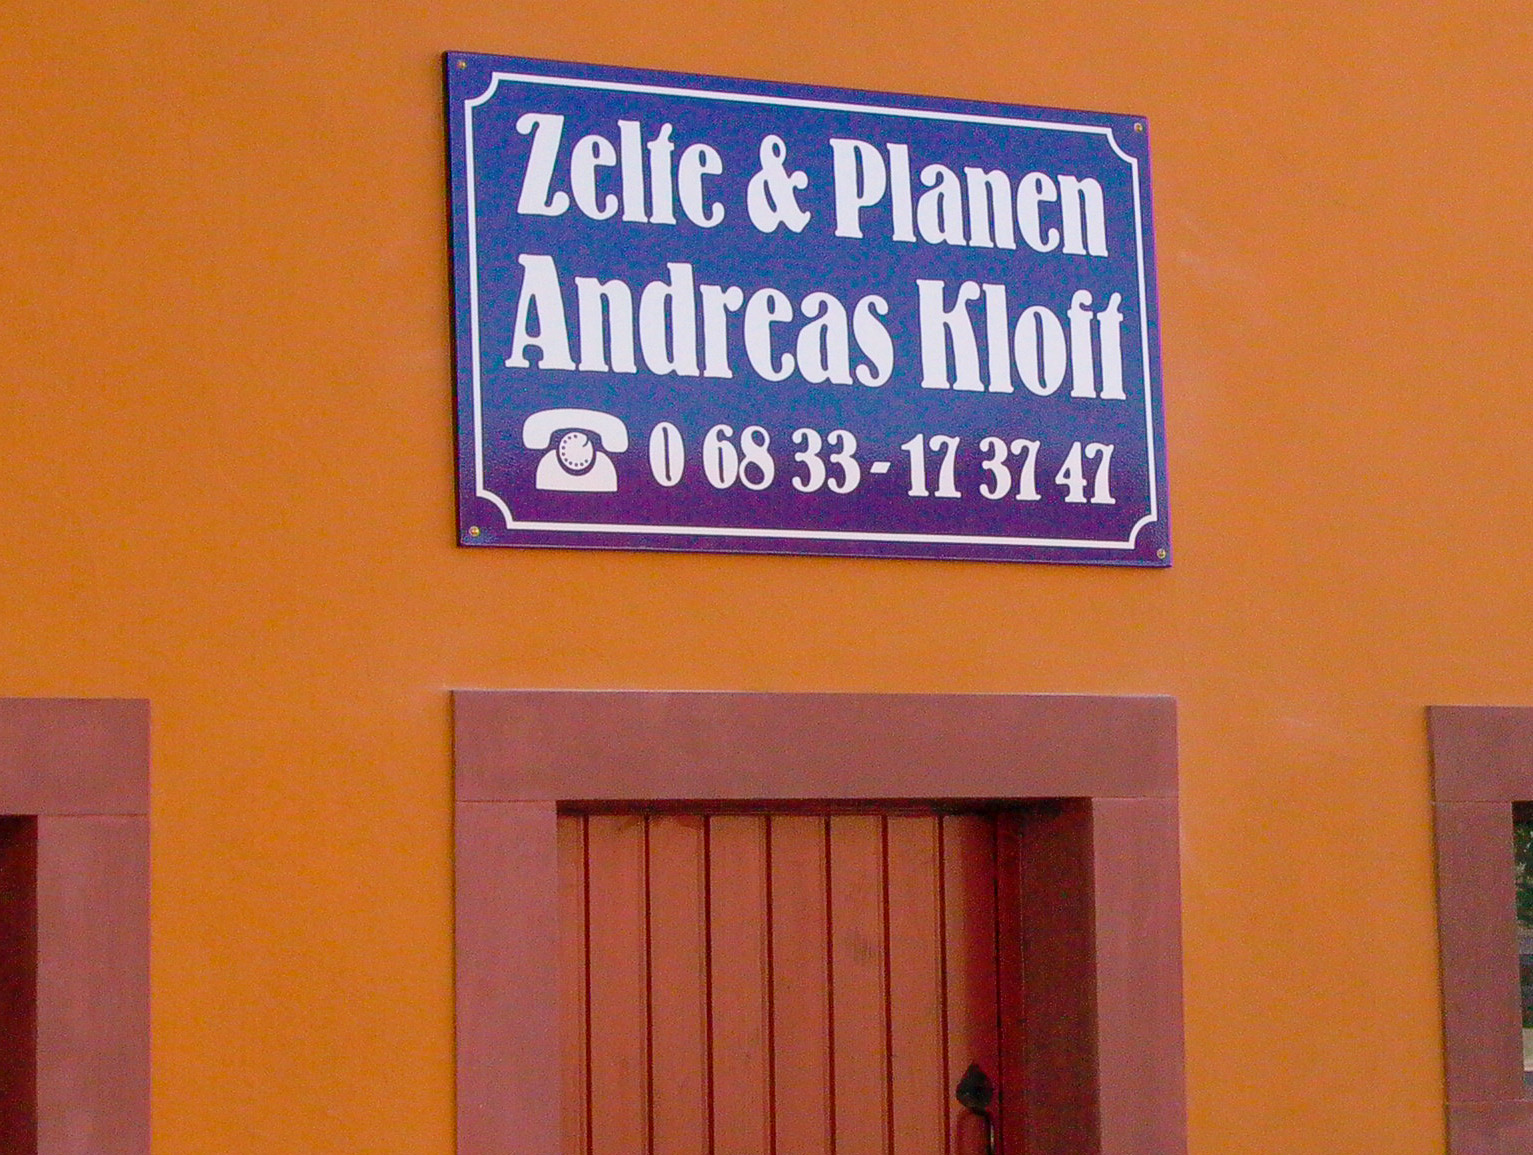 Zelte & Planen
Andreas Kloft
0 68 33 - 17 37 47